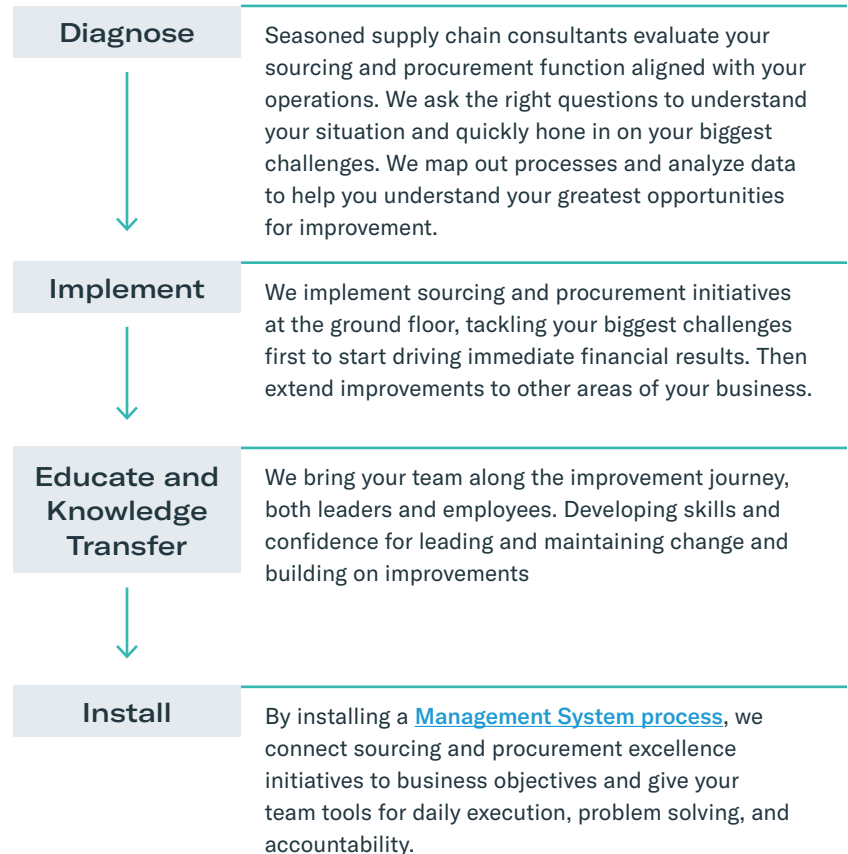 Diagnose
Seasoned supply chain consultants evaluate your
sourcing and procurement function aligned with your
operations. We ask the right questions to understand
your situation and quickly hone in on your biggest
challenges. We map out processes and analyze data
to help you understand your greatest opportunities
for improvement.
Implement
We implement sourcing and procurement initiatives
at the ground floor, tackling your biggest challenges
first to start driving immediate financial results. Then
extend improvements to other areas of your business.
Educate and
Knowledge
Transfer
We bring your team along the improvement journey,
both leaders and employees. Developing skills and
confidence for leading and maintaining change and
building on improvements
Install
By installing a Management System process, we
connect sourcing and procurement excellence
initiatives to business objectives and give your
team tools for daily execution, problem solving, and
accountability.